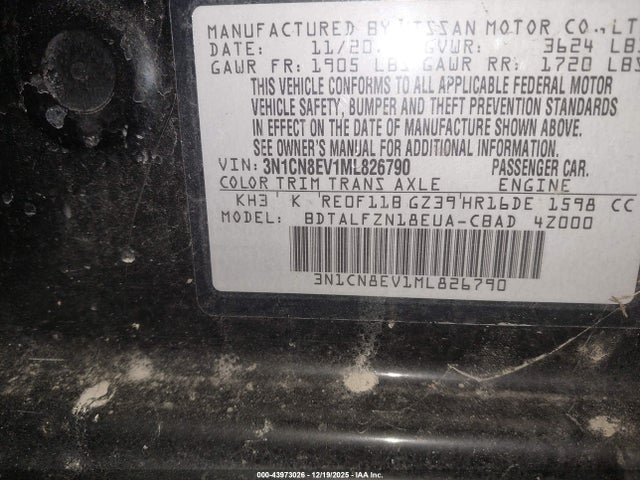 MANUFACTURED BY NISSAN MOTOR CO., LT
DATE: 11/20 GVWR: 3624 LB
GAWR FR: 1905 LBS GAWR RR: 1720 LBS
THIS VEHICLE CONFORMS TO ALL APPLICABLE FEDERAL MOTOR
VEHICLE SAFETY, BUMPER AND THEFT PREVENTION STANDARDS
IN EFFECT ON THE DATE OF MANUFACTURE SHOWN ABOVE.
SEE OWNER'S MANUAL FOR ADDITIONAL INFORMATION.
VIN: 3N1CN8EV1ML826790 PASSENGER CAR.
COLOR TRIM TRANS AXLE ENGINE
KH3 K RE0F11B GZ39 HR16DE 1598 CC
MODEL: BDTALFZN18EUA-CBAD 4Z000
3N1CN8EV1ML826790
000-43973026 - 12/19/2025 - IAA Inc.